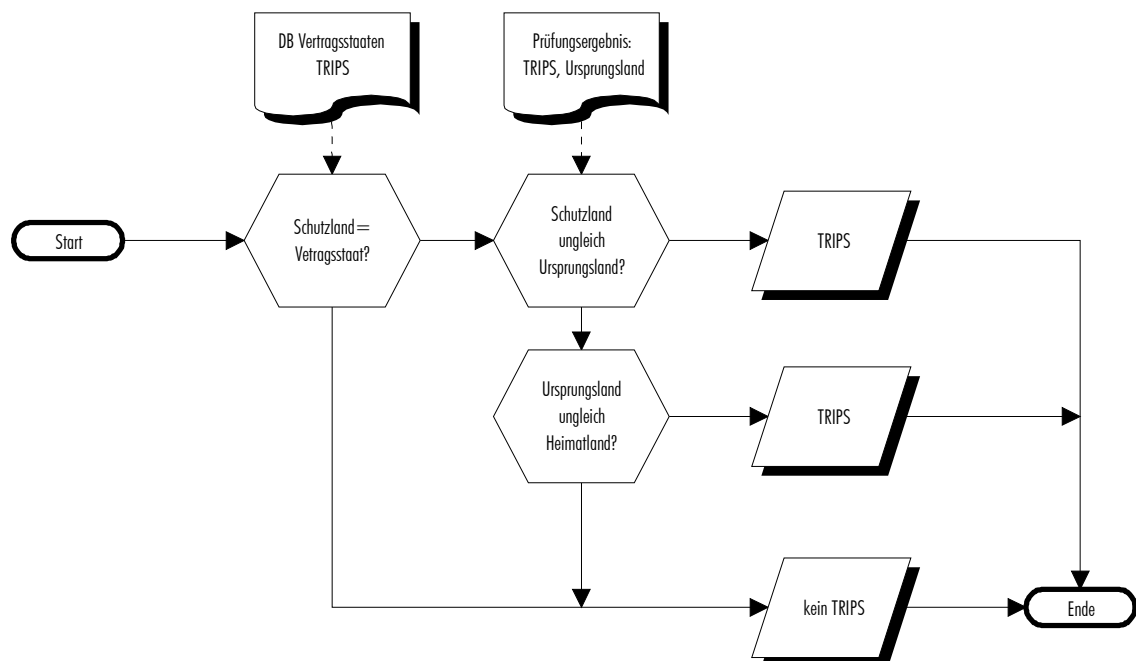 DB Vertragsstaaten
TRIPS
Prüfungsergebnis:
TRIPS, Ursprungsland
Start
Schutzland=
Vetragsstaat?
Schutzland
ungleich
Ursprungsland?
TRIPS
Ursprungsland
ungleich
Heimatland?
TRIPS
kein TRIPS
Ende